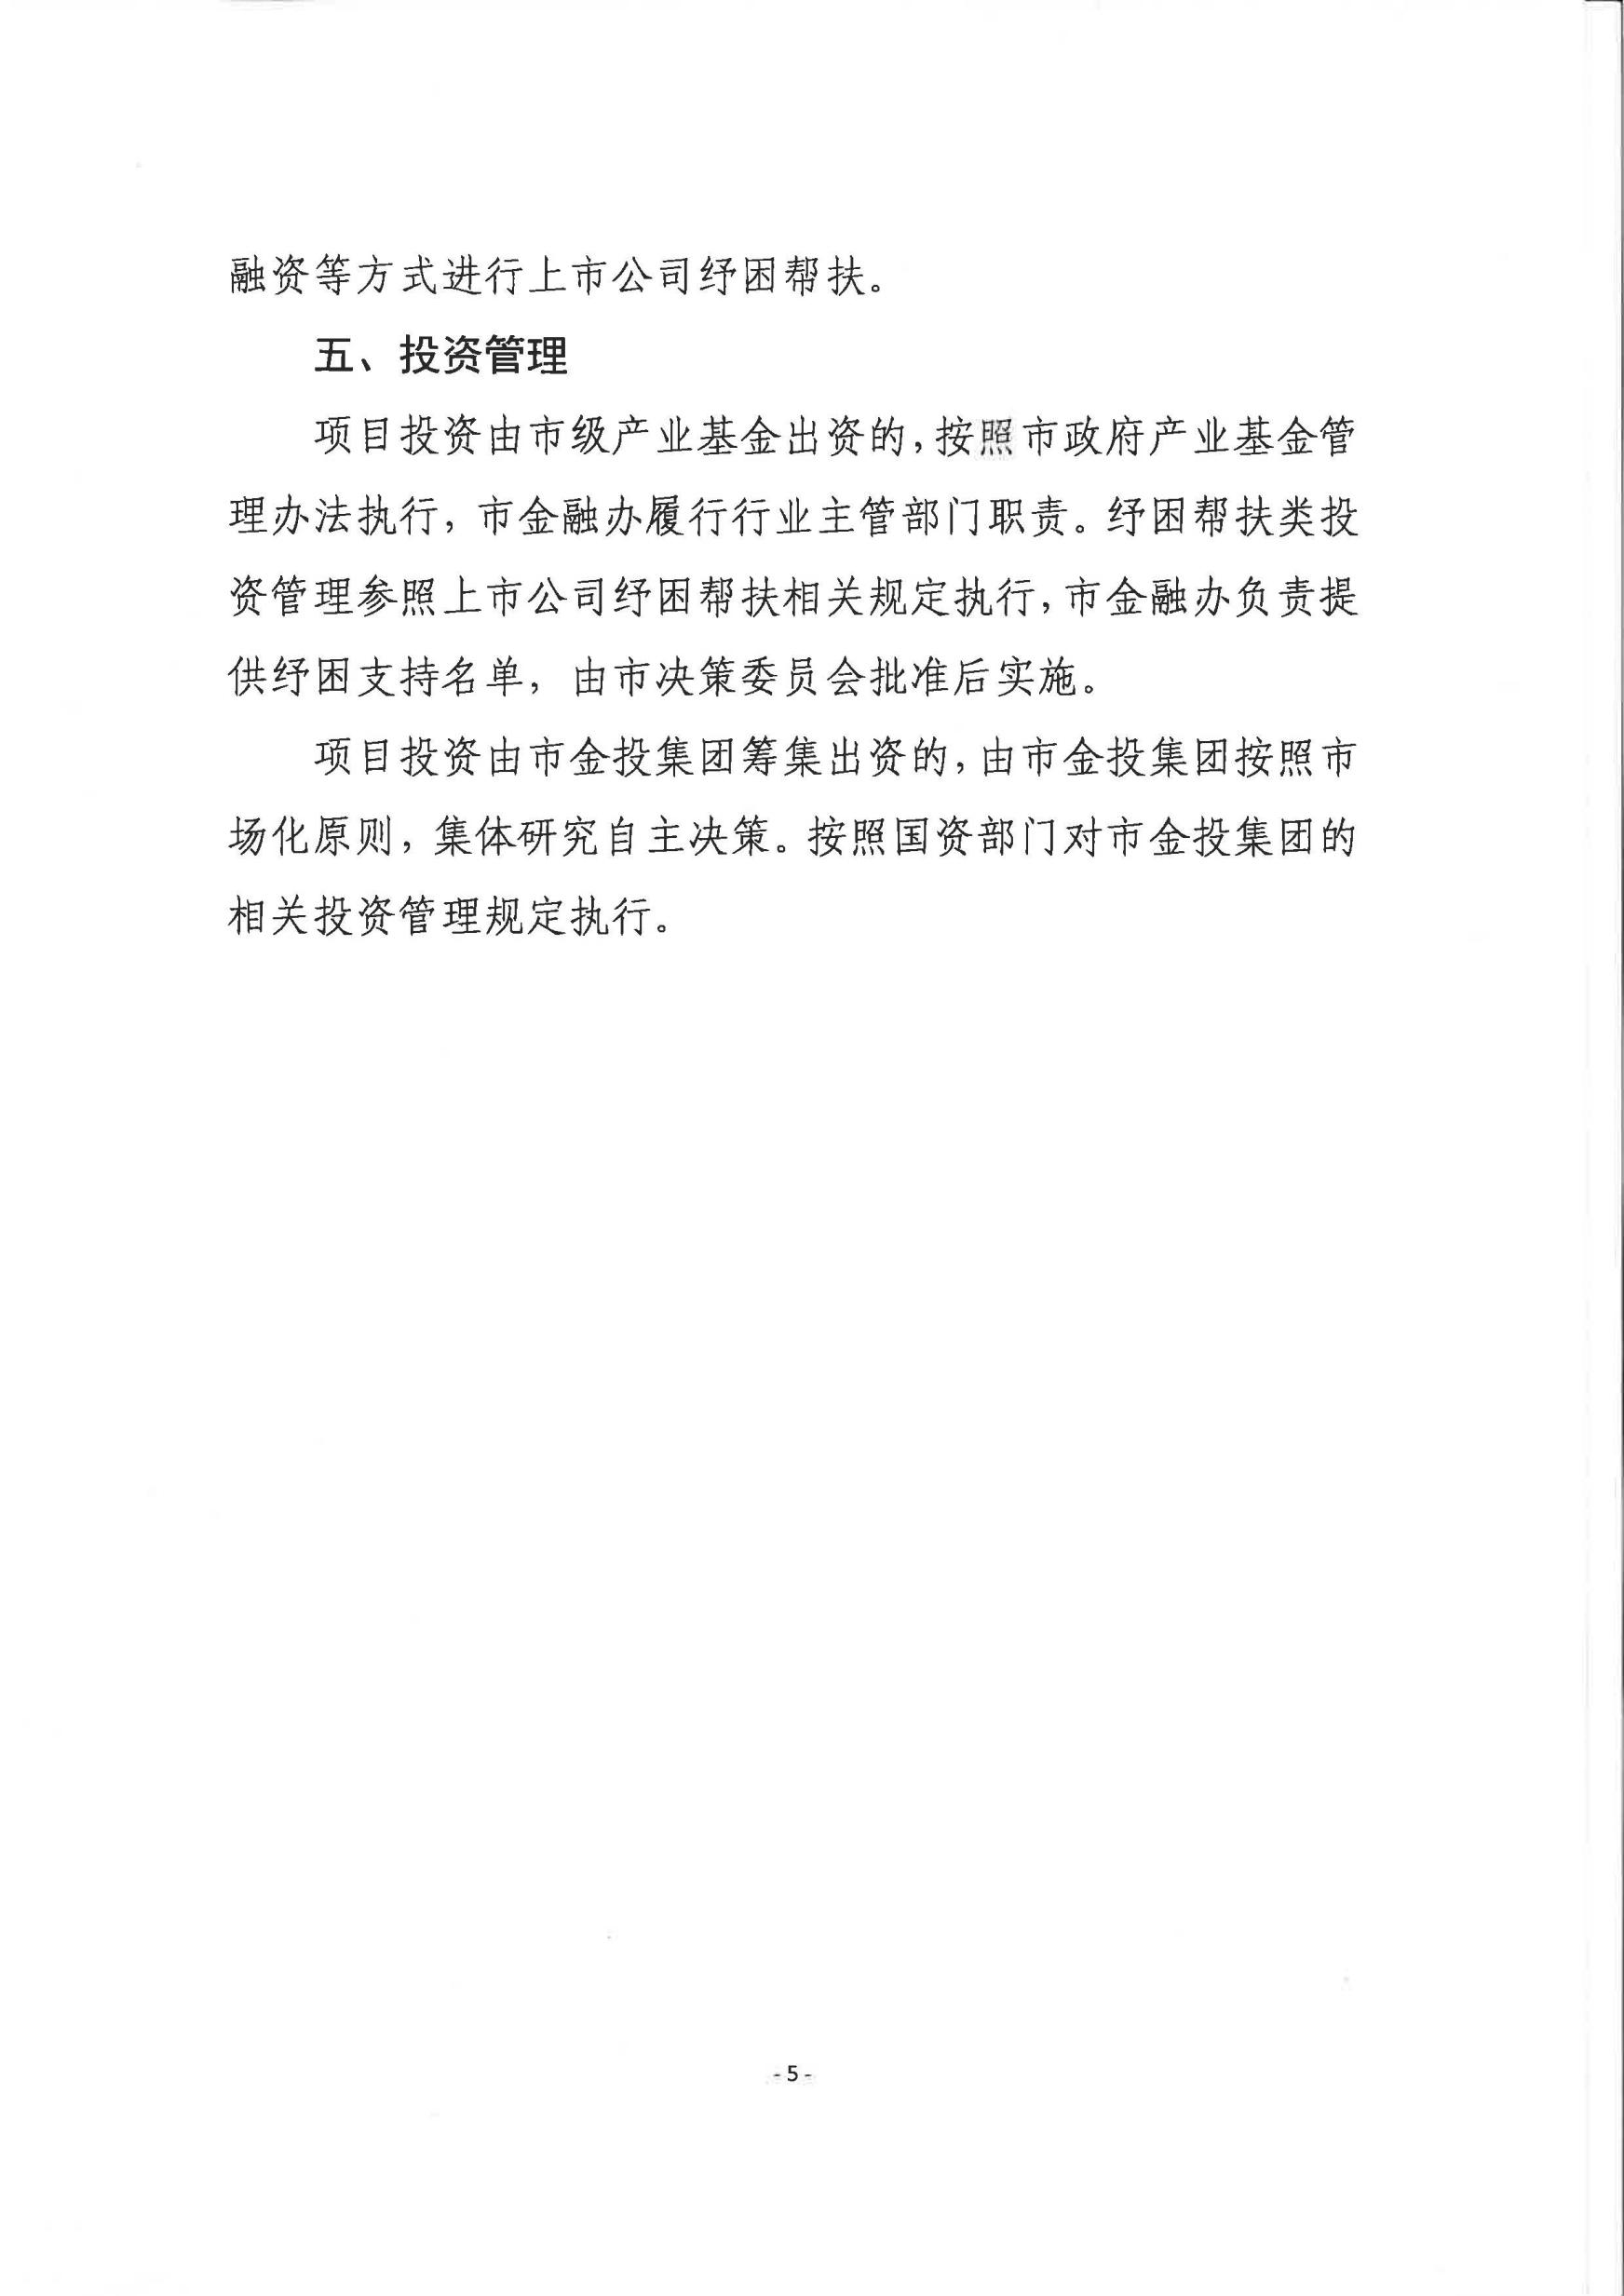 融资等方式进行上市公司纾困帮扶。
五、投资管理
项目投资由市级产业基金出资的，按照市政府产业基金管
理办法执行，市金融办履行行业主管部门职责。纾困帮扶类投
资管理参照上市公司纾困帮扶相关规定执行，市金融办负责提
供纾困支持名单，由市决策委员会批准后实施。
项目投资由市金投集团筹集出资的，由市金投集团按照市
场化原则，集体研究自主决策。按照国资部门对市金投集团的
相关投资管理规定执行。
- 5 -